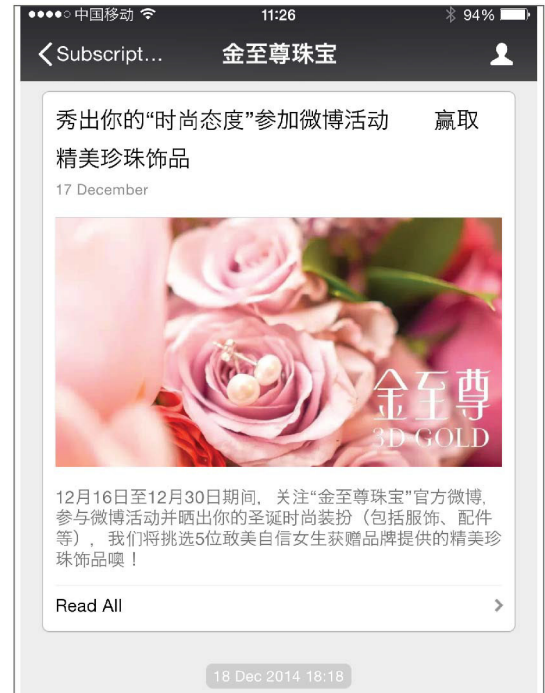 中国移动 11:26 94%
Subscript... 金至尊珠宝
秀出你的“时尚态度”参加微博活动 赢取
精美珍珠饰品
17 December
金至尊
3D GOLD
12月16日至12月30日期间，关注“金至尊珠宝”官方微博，
参与微博活动并晒出你的圣诞时尚装扮（包括服饰、配件
等），我们将挑选5位敢美自信女生获赠品牌提供的精美珍
珠饰品噢！
Read All
18 Dec 2014 18:18